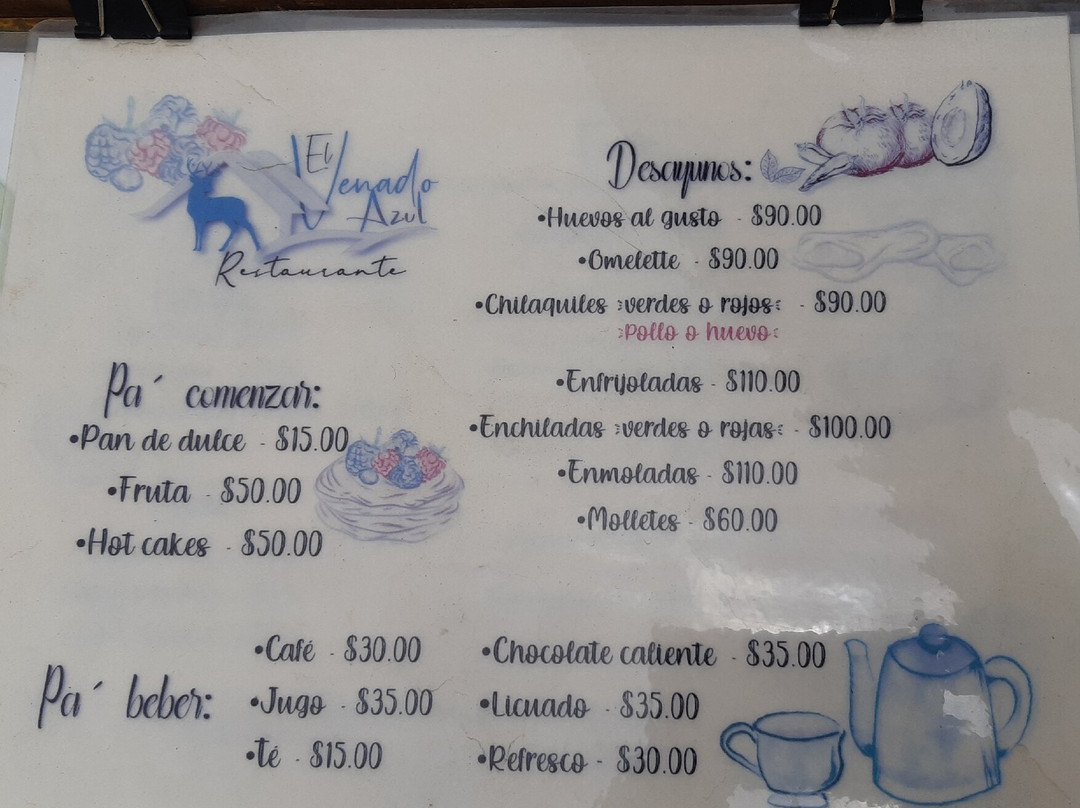 El
Venado
Azul
Restaurante
Pa´ comenzar:
•Pan de dulce - $15.00
•Fruta - $50.00
•Hot cakes - $50.00
Desayunos:
•Huevos al gusto - $90.00
•Omelette - $90.00
•Chilaquiles :verdes o rojos: - $90.00
:Pollo o huevo:
•Enfrijoladas - $110.00
•Enchiladas :verdes o rojas: - $100.00
•Enmoladas - $110.00
•Molletes - $60.00
Pa´ beber:
•Café - $30.00
•Jugo - $35.00
•té - $15.00
•Chocolate caliente - $35.00
•Licuado - $35.00
•Refresco - $30.00